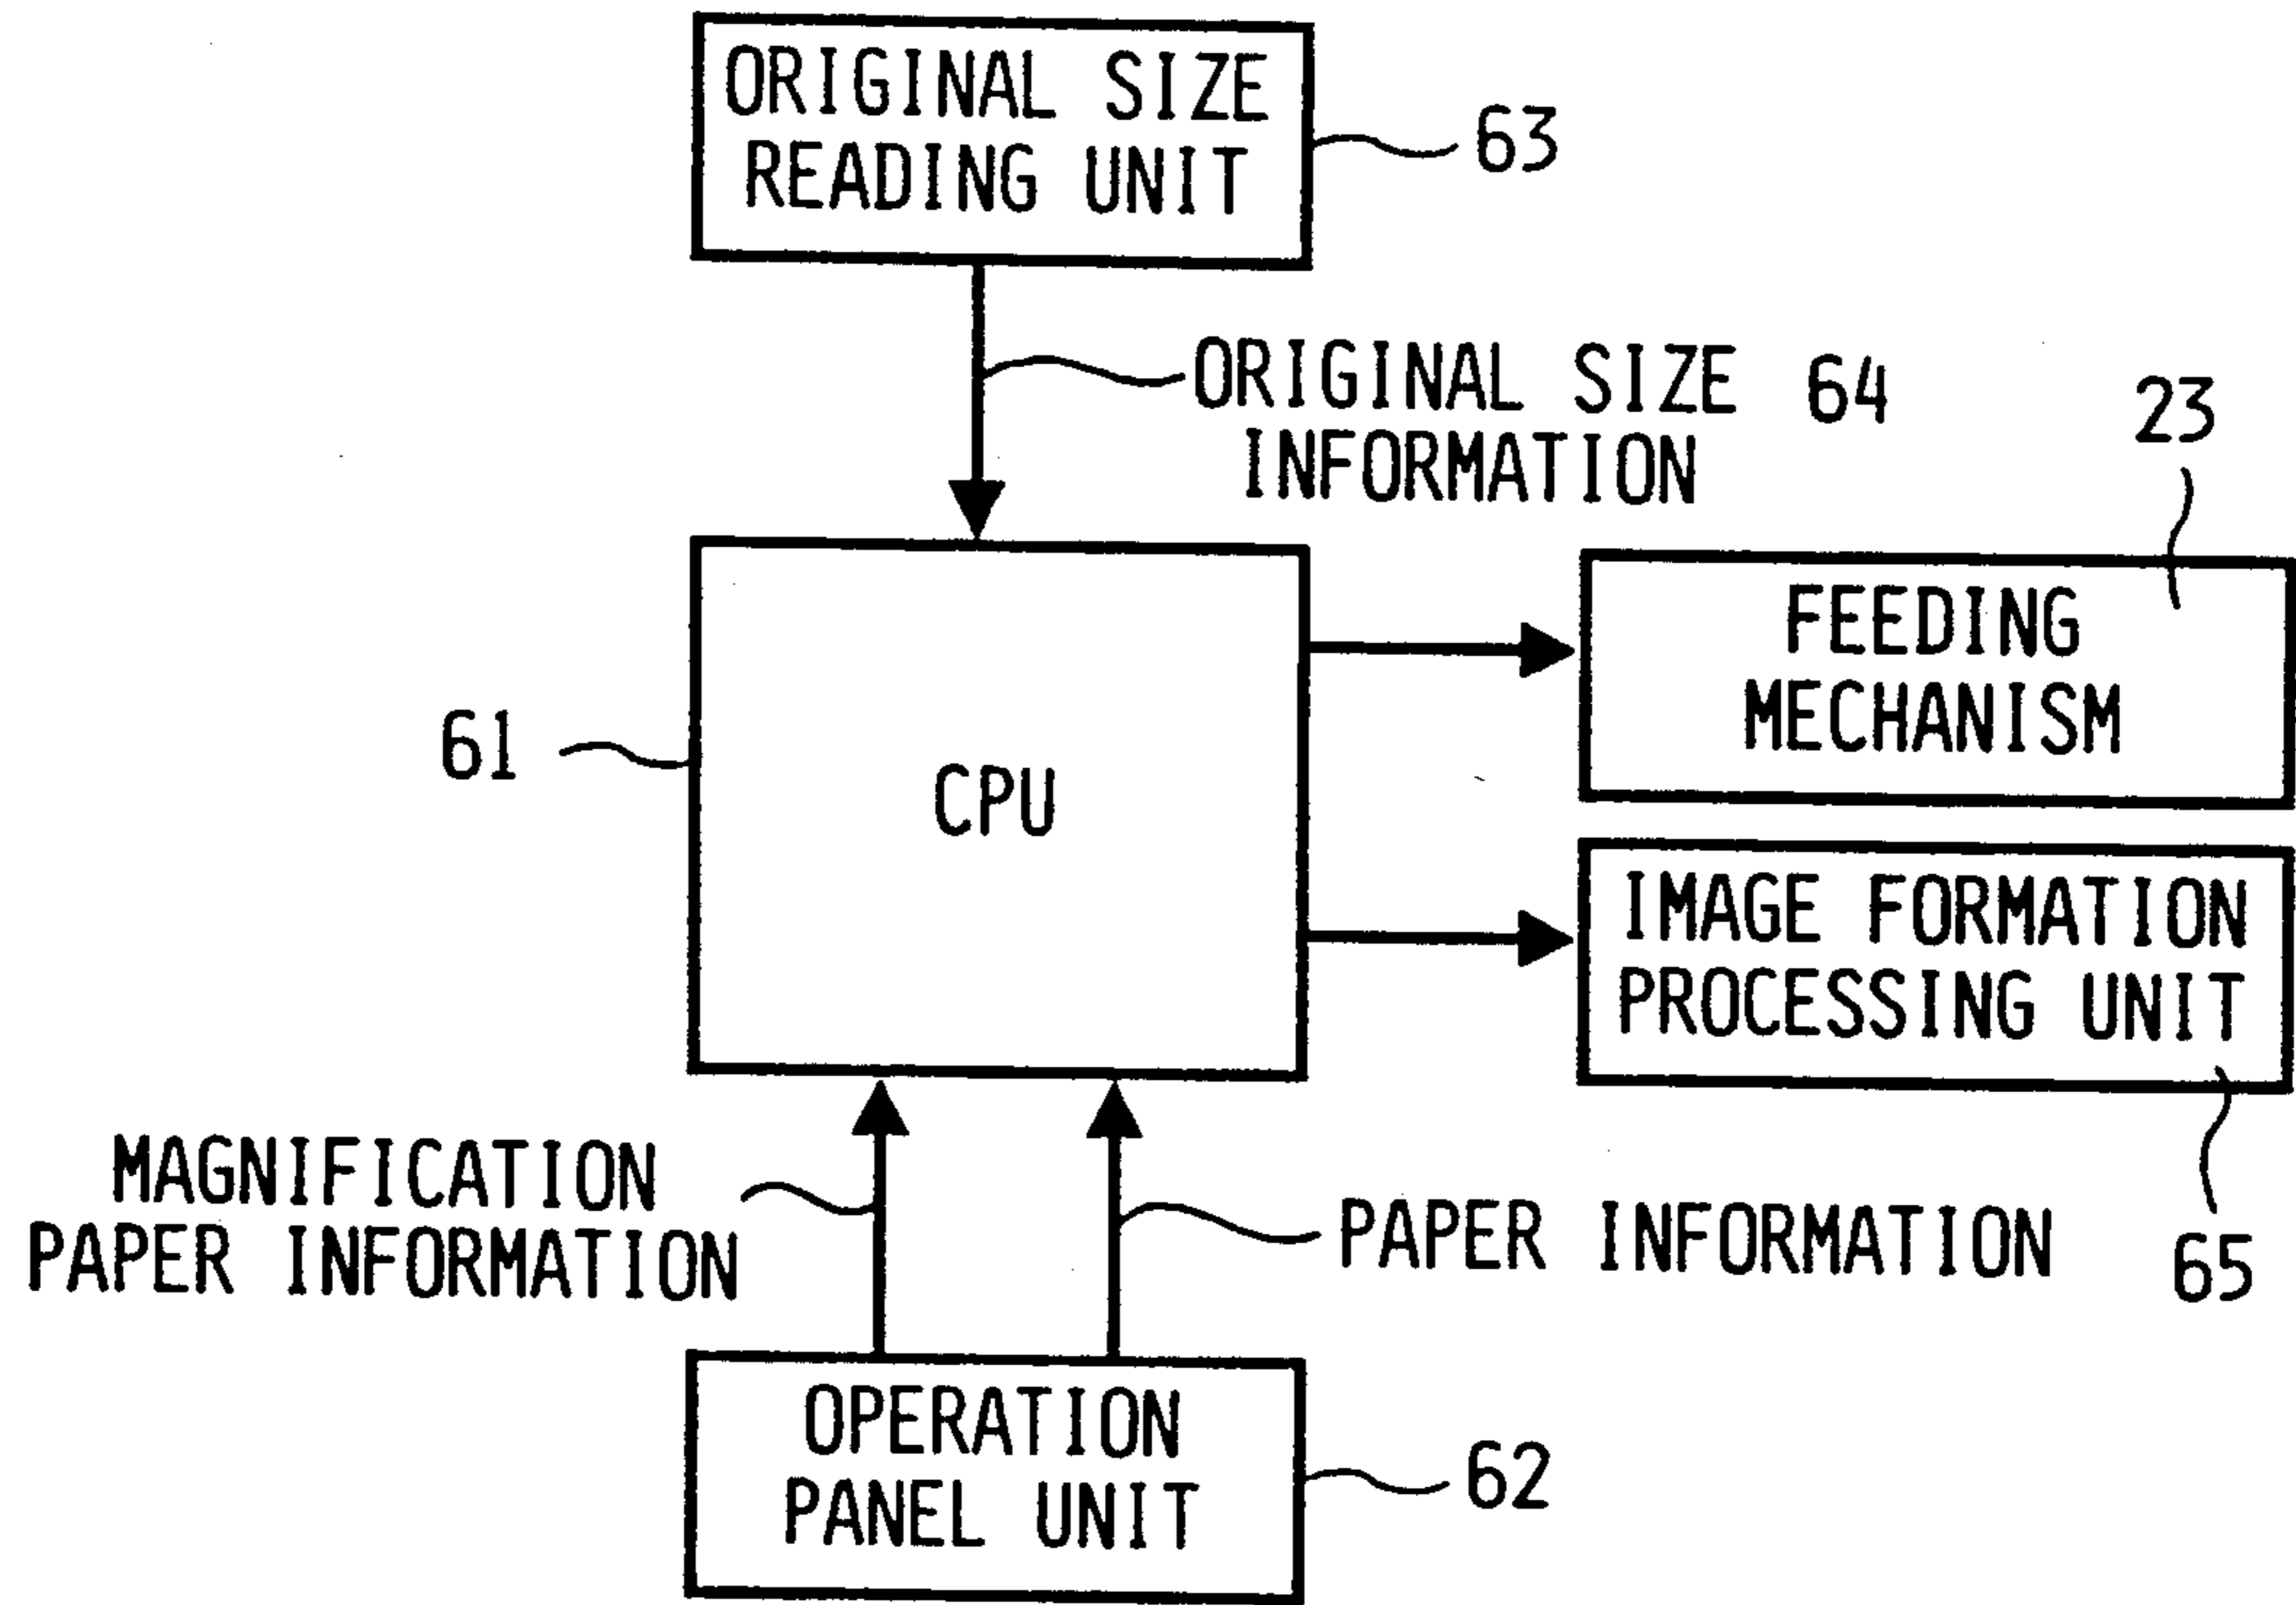 ORIGINAL SIZE
READING UNIT
63
ORIGINAL SIZE 64
INFORMATION
23
FEEDING
MECHANISM
61
CPU
IMAGE FORMATION
PROCESSING UNIT
MAGNIFICATION
PAPER INFORMATION
PAPER INFORMATION
65
OPERATION
PANEL UNIT
62